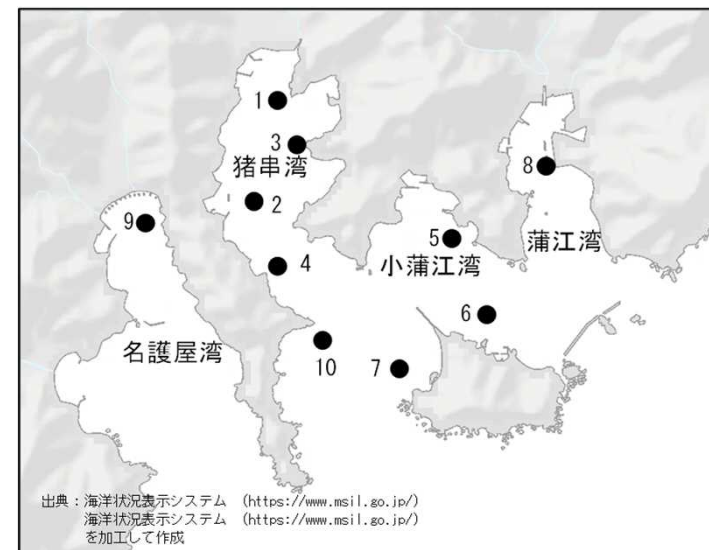 1
3
猪串湾
2
4
9
名護屋湾
10
7
6
5
小蒲江湾
8
蒲江湾
出典：海洋状況表示システム （https://www.msil.go.jp/）
海洋状況表示システム （https://www.msil.go.jp/）
を加工して作成